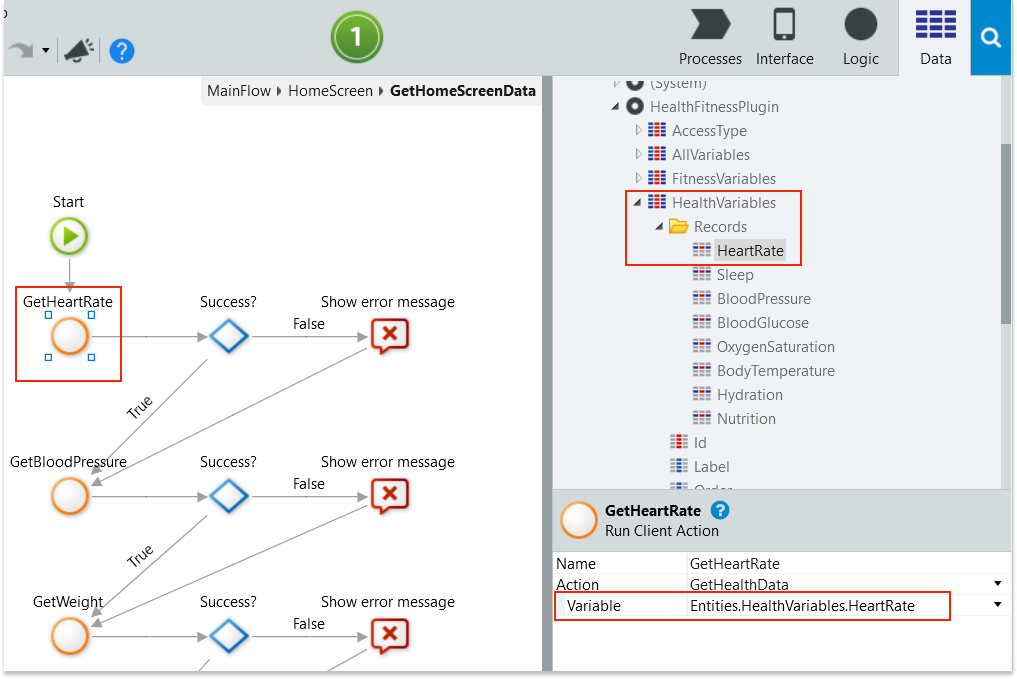 1
Processes
Interface
Logic
Data
MainFlow HomeScreen GetHomeScreenData
Start
GetHeartRate
Success?
Show error message
False
True
GetBloodPressure
Success?
Show error message
False
True
GetWeight
Success?
Show error message
False
(System)
HealthFitnessPlugin
AccessType
AllVariables
FitnessVariables
HealthVariables
Records
HeartRate
Sleep
BloodPressure
BloodGlucose
OxygenSaturation
BodyTemperature
Hydration
Nutrition
Id
Label
Order
GetHeartRate ?
Run Client Action
Name GetHeartRate
Action GetHealthData
Variable Entities.HealthVariables.HeartRate